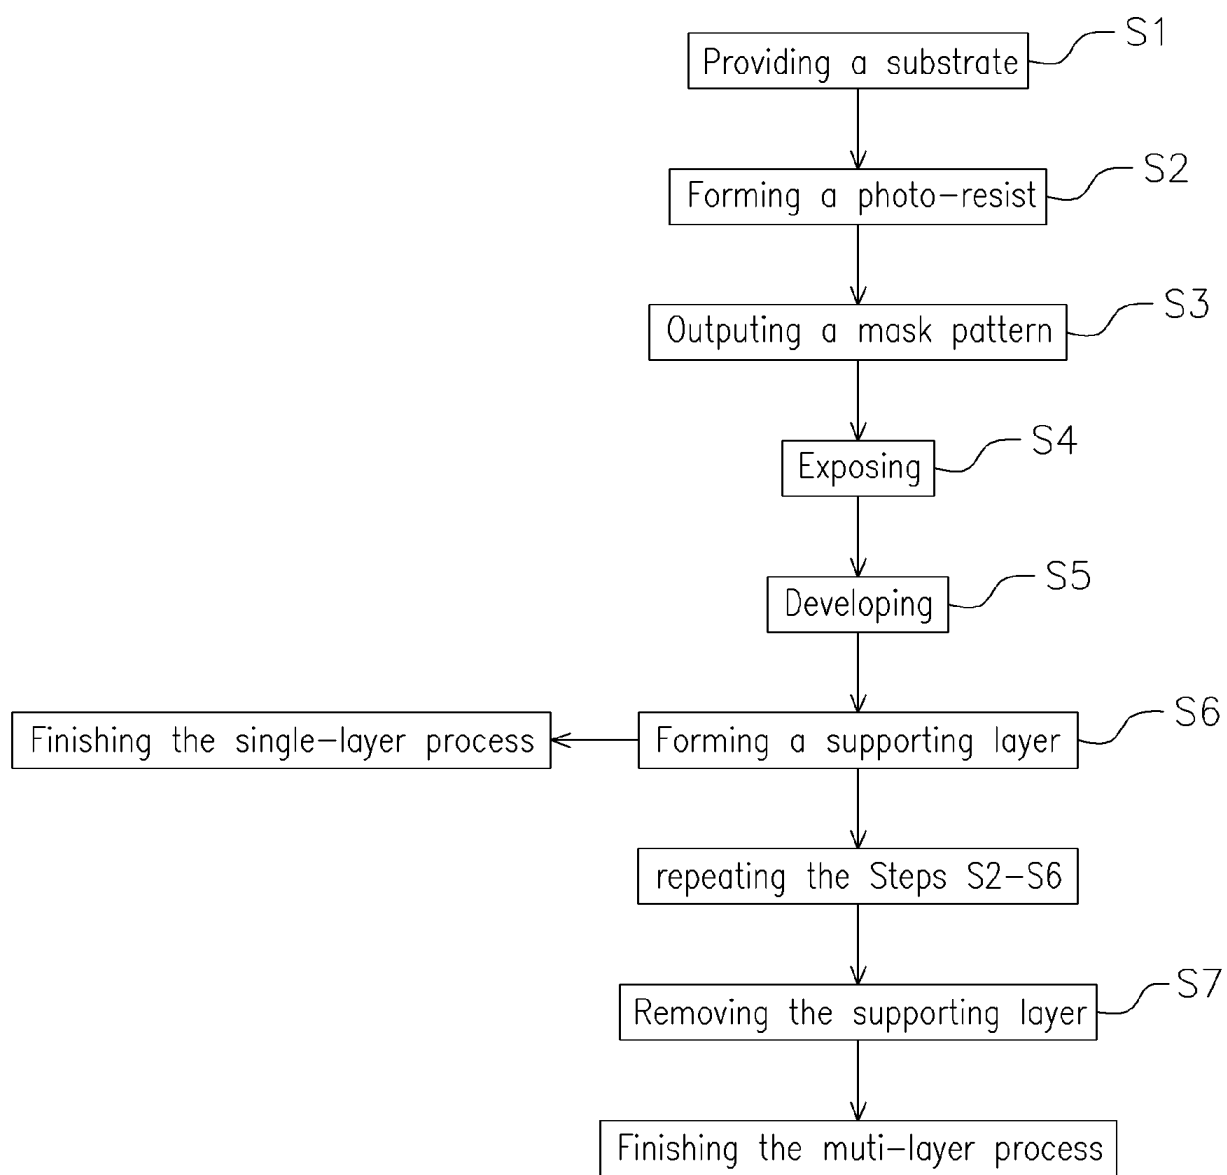 S1
Providing a substrate
S2
Forming a photo-resist
S3
Outputing a mask pattern
S4
Exposing
S5
Developing
S6
Finishing the single-layer process
Forming a supporting layer
repeating the Steps S2-S6
S7
Removing the supporting layer
Finishing the muti-layer process